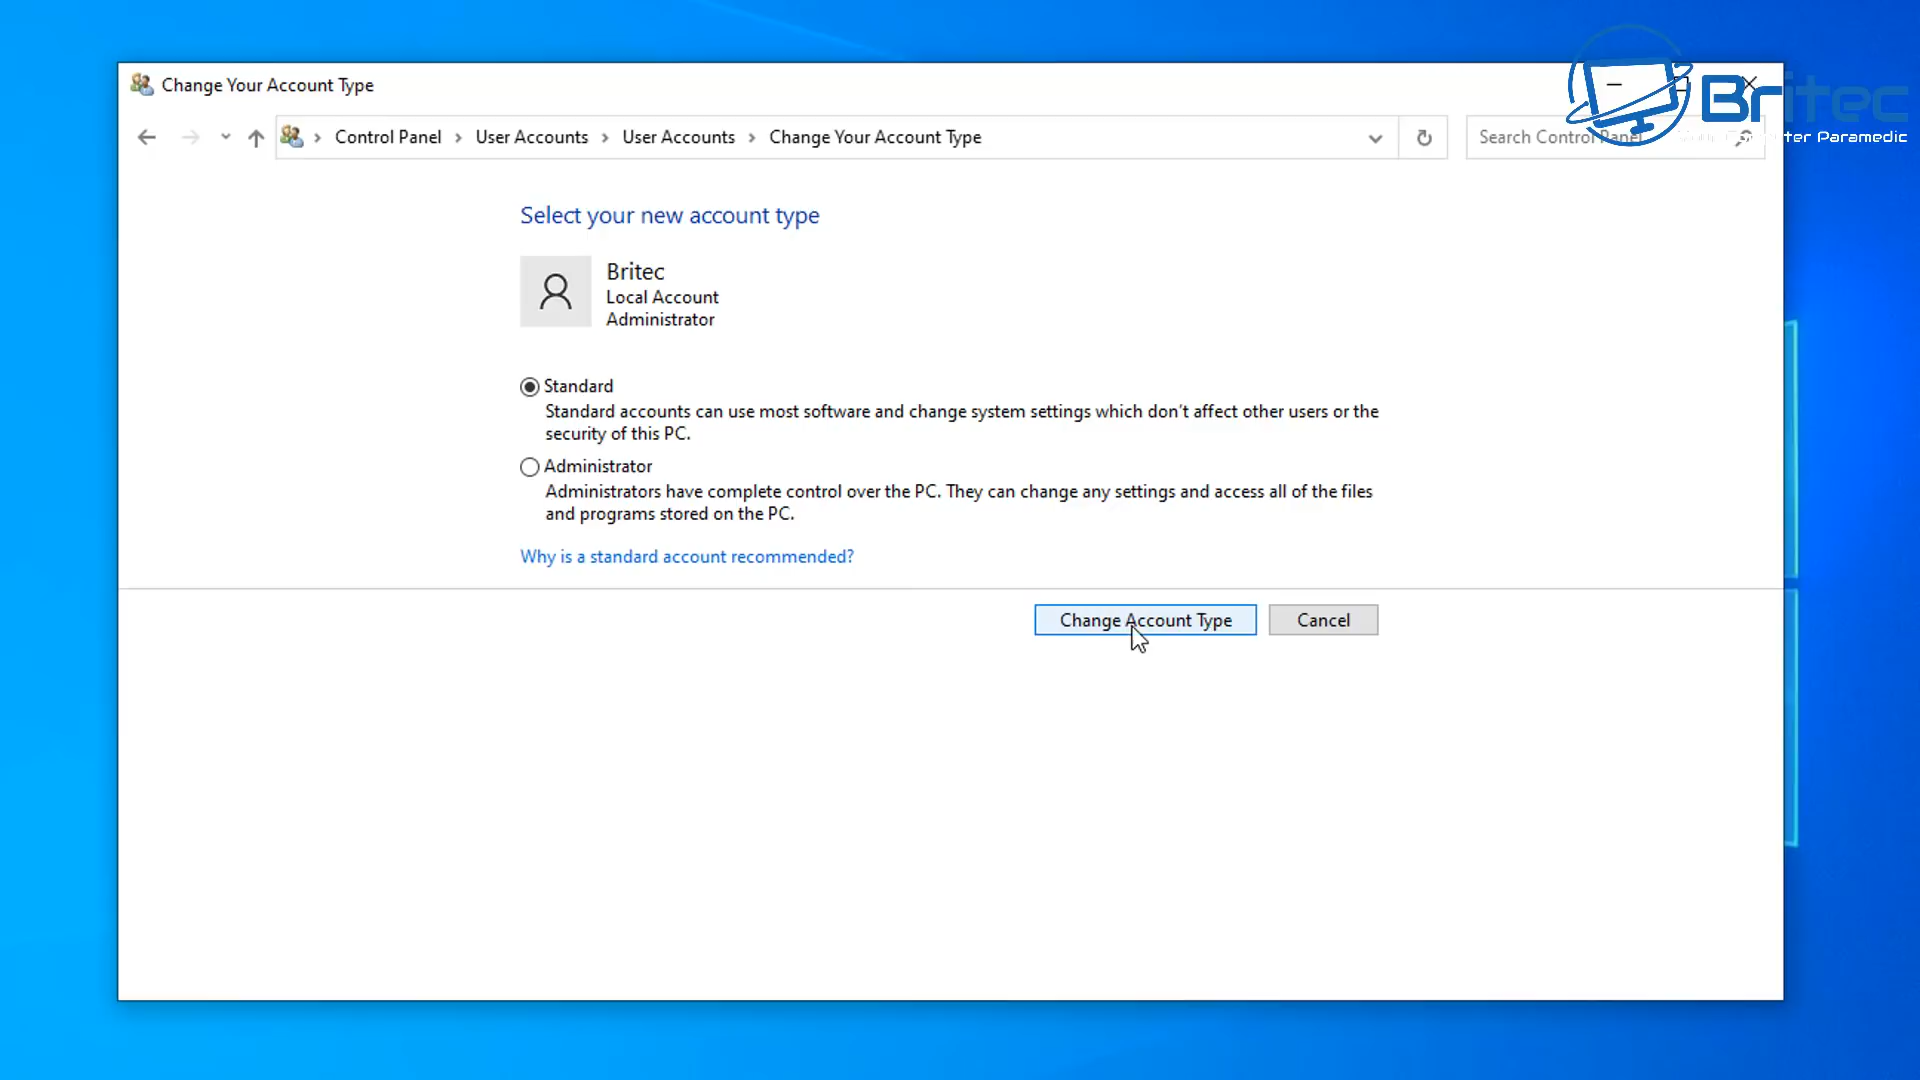 Change Your Account Type
Britec
Control Panel > User Accounts > User Accounts > Change Your Account Type
Search Control Panel
ter Paramedic
Select your new account type
Britec
Local Account
Administrator
Standard
Standard accounts can use most software and change system settings which don't affect other users or the
security of this PC.
Administrator
Administrators have complete control over the PC. They can change any settings and access all of the files
and programs stored on the PC.
Why is a standard account recommended?
Change Account Type
Cancel